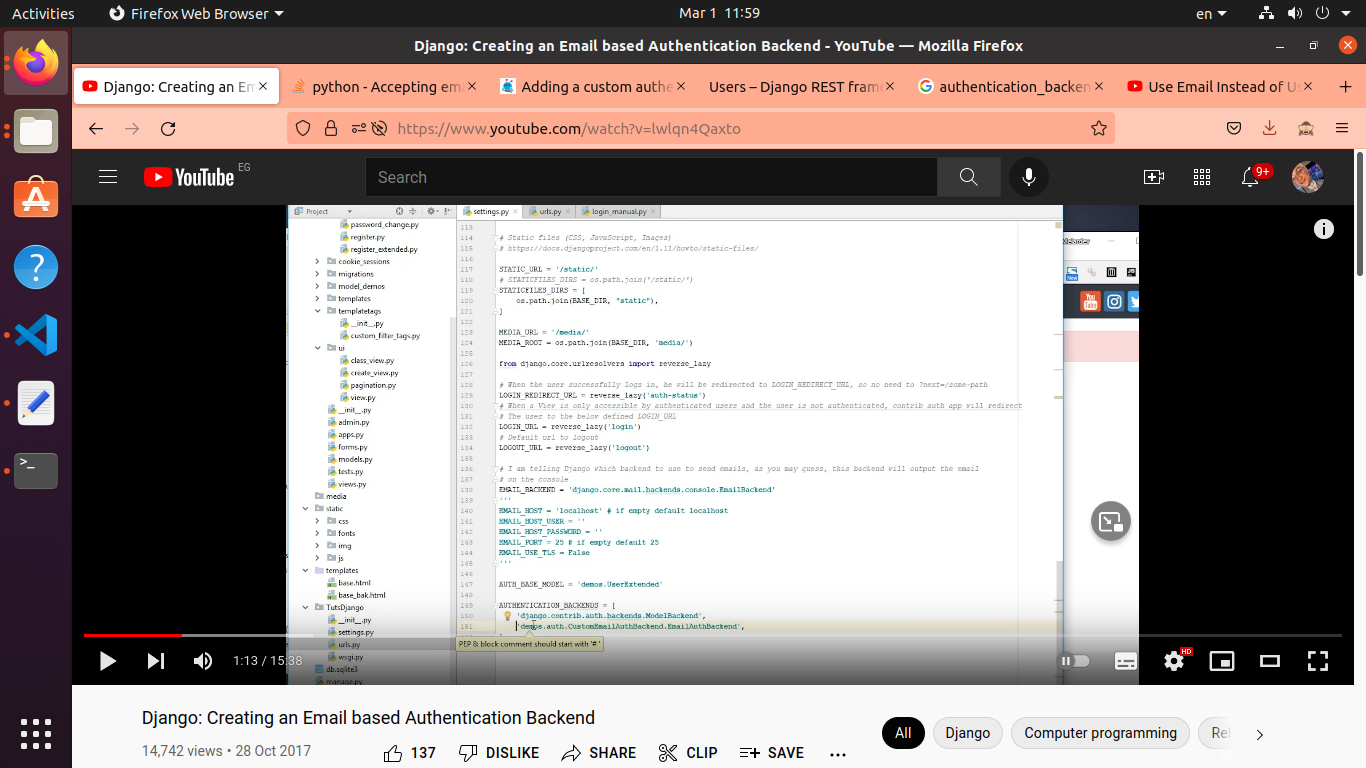 Activities
Firefox Web Browser
Mar 1 11:59
en
Django: Creating an Email based Authentication Backend - YouTube — Mozilla Firefox
Django: Creating an Em
python - Accepting ema
Adding a custom authe
Users – Django REST fram
authentication_backen
Use Email Instead of Us
https://www.youtube.com/watch?v=lwlqn4Qaxto
YouTube EG
Search
9+
Project
settings.py
urls.py
login_manual.py
password_change.py
register.py
register_extended.py
cookie_sessions
migrations
model_demos
templates
templatetags
__init__.py
custom_filter_tags.py
ui
class_view.py
create_view.py
pagination.py
view.py
__init__.py
admin.py
apps.py
forms.py
models.py
tests.py
views.py
media
static
css
fonts
img
js
templates
base.html
base_bak.html
TutsDjango
__init__.py
settings.py
urls.py
wsgi.py
db.sqlite3
manage.py
113
114 # Static files (CSS, JavaScript, Images)
115 # https://docs.djangoproject.com/en/1.11/howto/static-files/
116
117 STATIC_URL = '/static/'
118 # STATICFILES_DIRS = os.path.join('/static/')
119 STATICFILES_DIRS = [
120 os.path.join(BASE_DIR, "static"),
121 ]
122
123 MEDIA_URL = '/media/'
124 MEDIA_ROOT = os.path.join(BASE_DIR, 'media/')
125
126 from django.core.urlresolvers import reverse_lazy
127
128 # When the user successfully logs in, he will be redirected to LOGIN_REDIRECT_URL, so no need to ?next=/some-path
129 LOGIN_REDIRECT_URL = reverse_lazy('auth-status')
130 # When a View is only accessible by authenticated users and the user is not authenticated, contrib auth app will redirect
131 # The user to the below defined LOGIN_URL
132 LOGIN_URL = reverse_lazy('login')
133 # Default url to logout
134 LOGOUT_URL = reverse_lazy('logout')
135
136 # I am telling Django which backend to use to send emails, as you may guess, this backend will output the email
137 # on the console
138 EMAIL_BACKEND = 'django.core.mail.backends.console.EmailBackend'
139 '''
140 EMAIL_HOST = 'localhost' # if empty default localhost
141 EMAIL_HOST_USER = ''
142 EMAIL_HOST_PASSWORD = ''
143 EMAIL_PORT = 25 # if empty default 25
144 EMAIL_USE_TLS = False
145 '''
146
147 AUTH_BASE_MODEL = 'demos.UserExtended'
148
149 AUTHENTICATION_BACKENDS = [
150 'django.contrib.auth.backends.ModelBackend',
151 'demos.auth.CustomEmailAuthBackend.EmailAuthBackend',
PEP 8: block comment should start with '# '
Melardev
New
You Tube
1:13 / 15:38
HD
Django: Creating an Email based Authentication Backend
14,742 views • 28 Oct 2017
137
DISLIKE
SHARE
CLIP
SAVE
All
Django
Computer programming
Rel